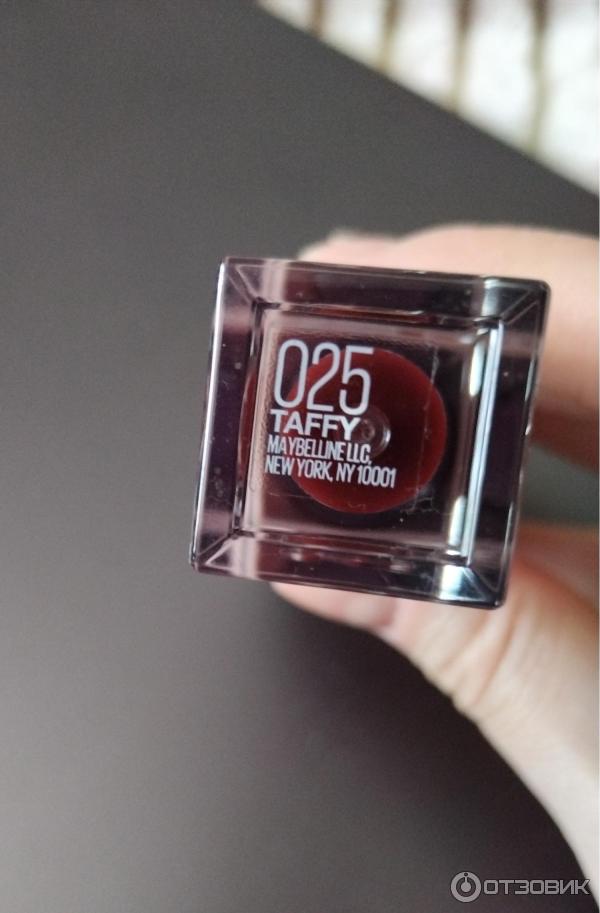 025
TAFFY
MAYBELLINE LLC,
NEW YORK, NY 10001
ОТЗОВИК